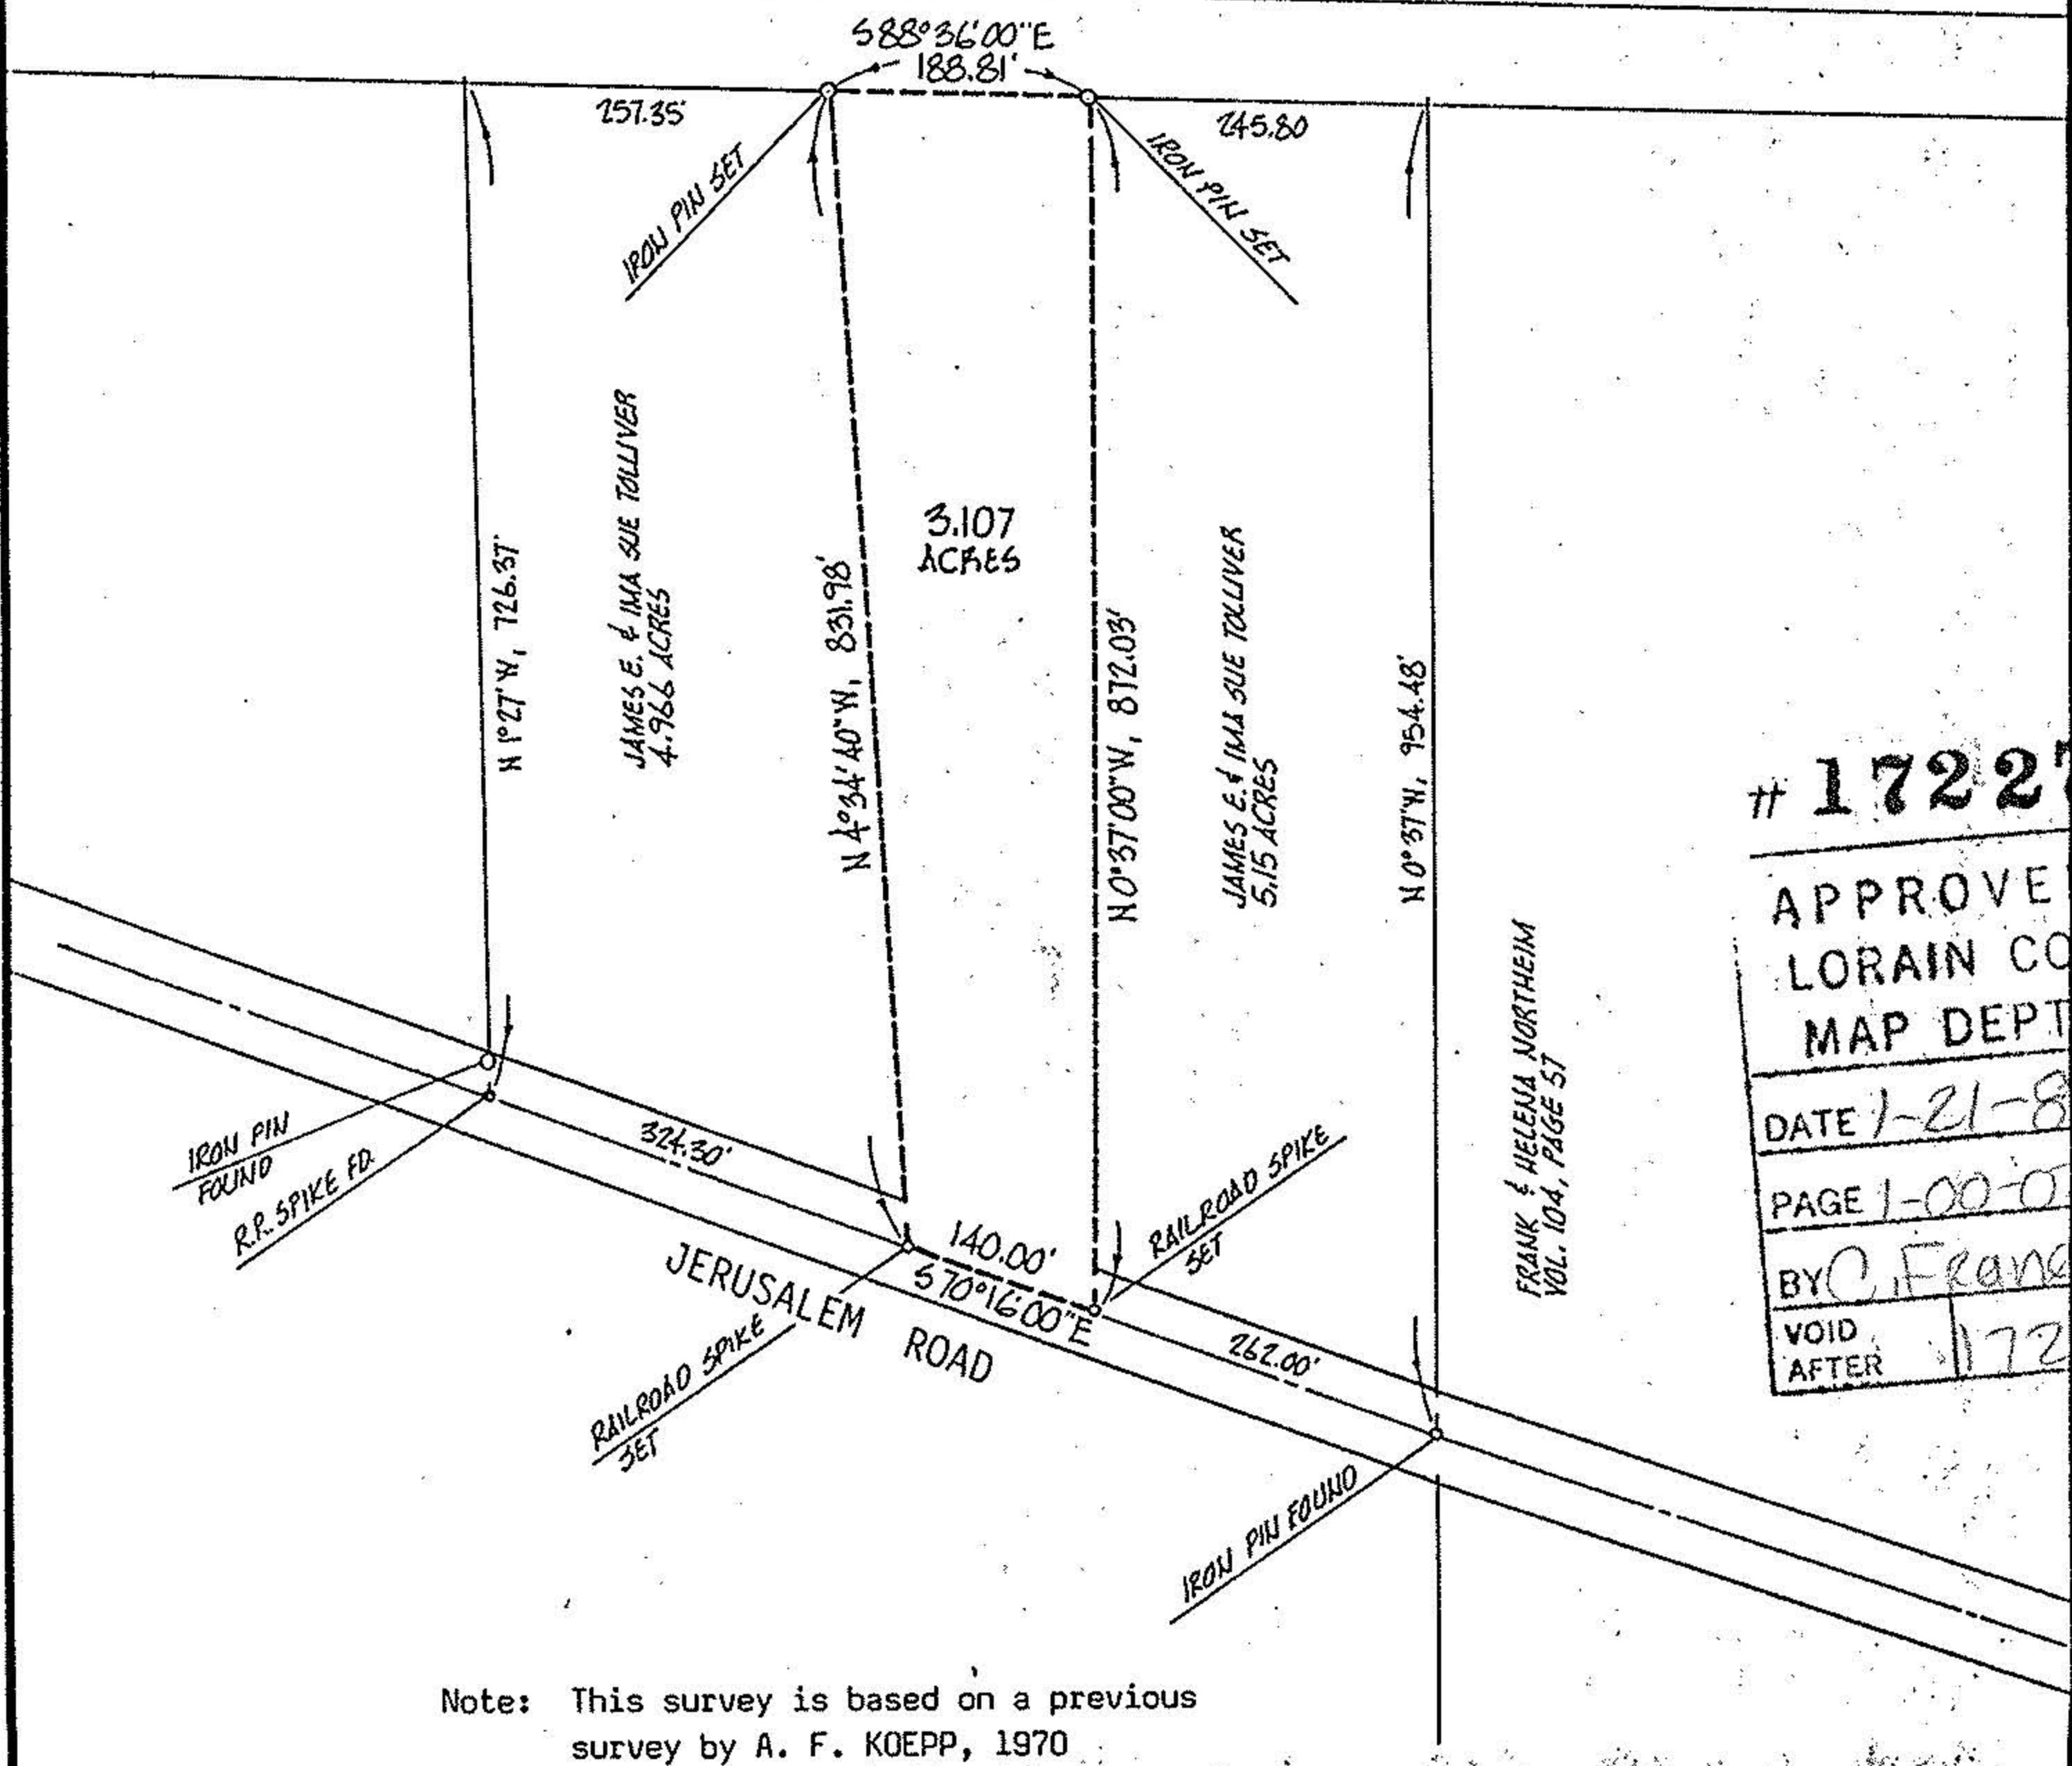 S88°36'00"E
188.81'
257.35'
245.80
IRON PIN SET
IRON PIN SET
3.107
ACRES
N 1°27'W, 726.37'
JAMES E. & IMA SUE TOLLIVER
4.966 ACRES
N 4°34'40"W, 831.98'
N 0°37'00"W, 872.03'
JAMES E. & IMA SUE TOLLIVER
5.15 ACRES
N 0°37'W, 954.48'
FRANK & HELENA NORTHEIM
VOL. 104, PAGE 57
# 17227
APPROVE
LORAIN CO
MAP DEPT
DATE 1-21-8
PAGE 1-00-0
BY C. Franc
VOID
AFTER 172
IRON PIN
FOUND
R.R. SPIKE FD.
324.30'
140.00'
S70°16'00"E
RAILROAD SPIKE
SET
JERUSALEM ROAD
RAILROAD SPIKE
SET
262.00'
IRON PIN FOUND
Note: This survey is based on a previous
survey by A. F. KOEPP, 1970